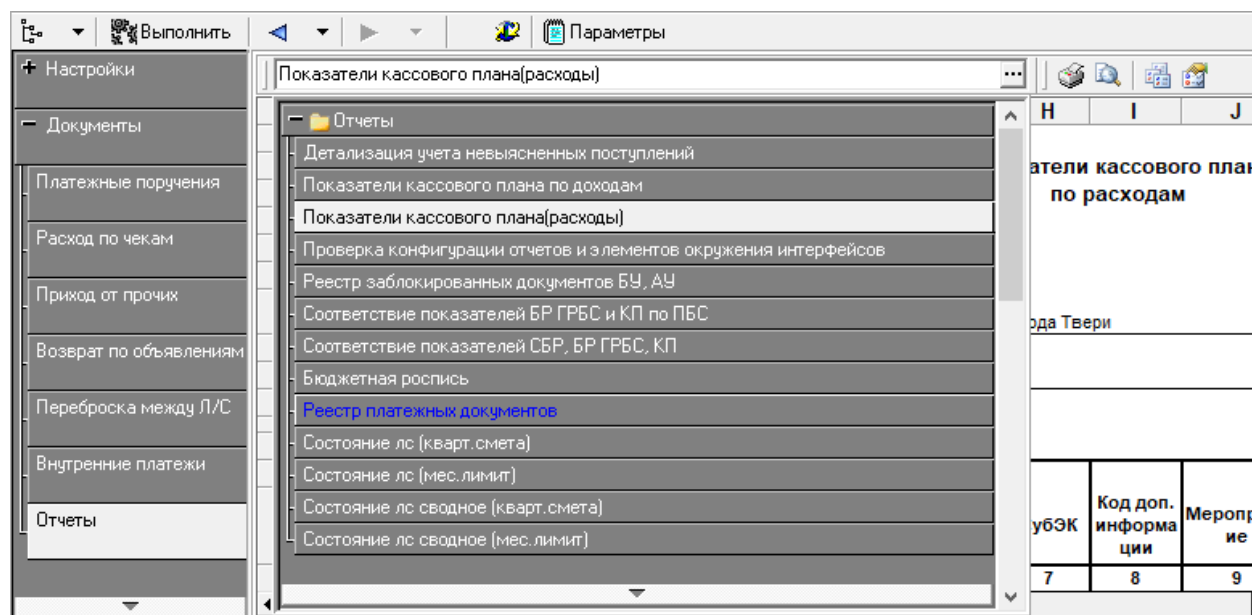 Выполнить
Параметры
Настройки
Документы
Платежные поручения
Расход по чекам
Приход от прочих
Возврат по объявлениям
Переброска между Л/С
Внутренние платежи
Отчеты
Показатели кассового плана(расходы)
...
Отчеты
Детализация учета невыясненных поступлений
Показатели кассового плана по доходам
Показатели кассового плана(расходы)
Проверка конфигурации отчетов и элементов окружения интерфейсов
Реестр заблокированных документов БУ, АУ
Соответствие показателей БР ГРБС и КП по ПБС
Соответствие показателей СБР, БР ГРБС, КП
Бюджетная роспись
Реестр платежных документов
Состояние лс (кварт.смета)
Состояние лс (мес.лимит)
Состояние лс сводное (кварт.смета)
Состояние лс сводное (мес.лимит)
H I J
атели кассового план
по расходам
ода Твери
убЭК
Код доп.
информа
ции
Меропр
ие
7 8 9